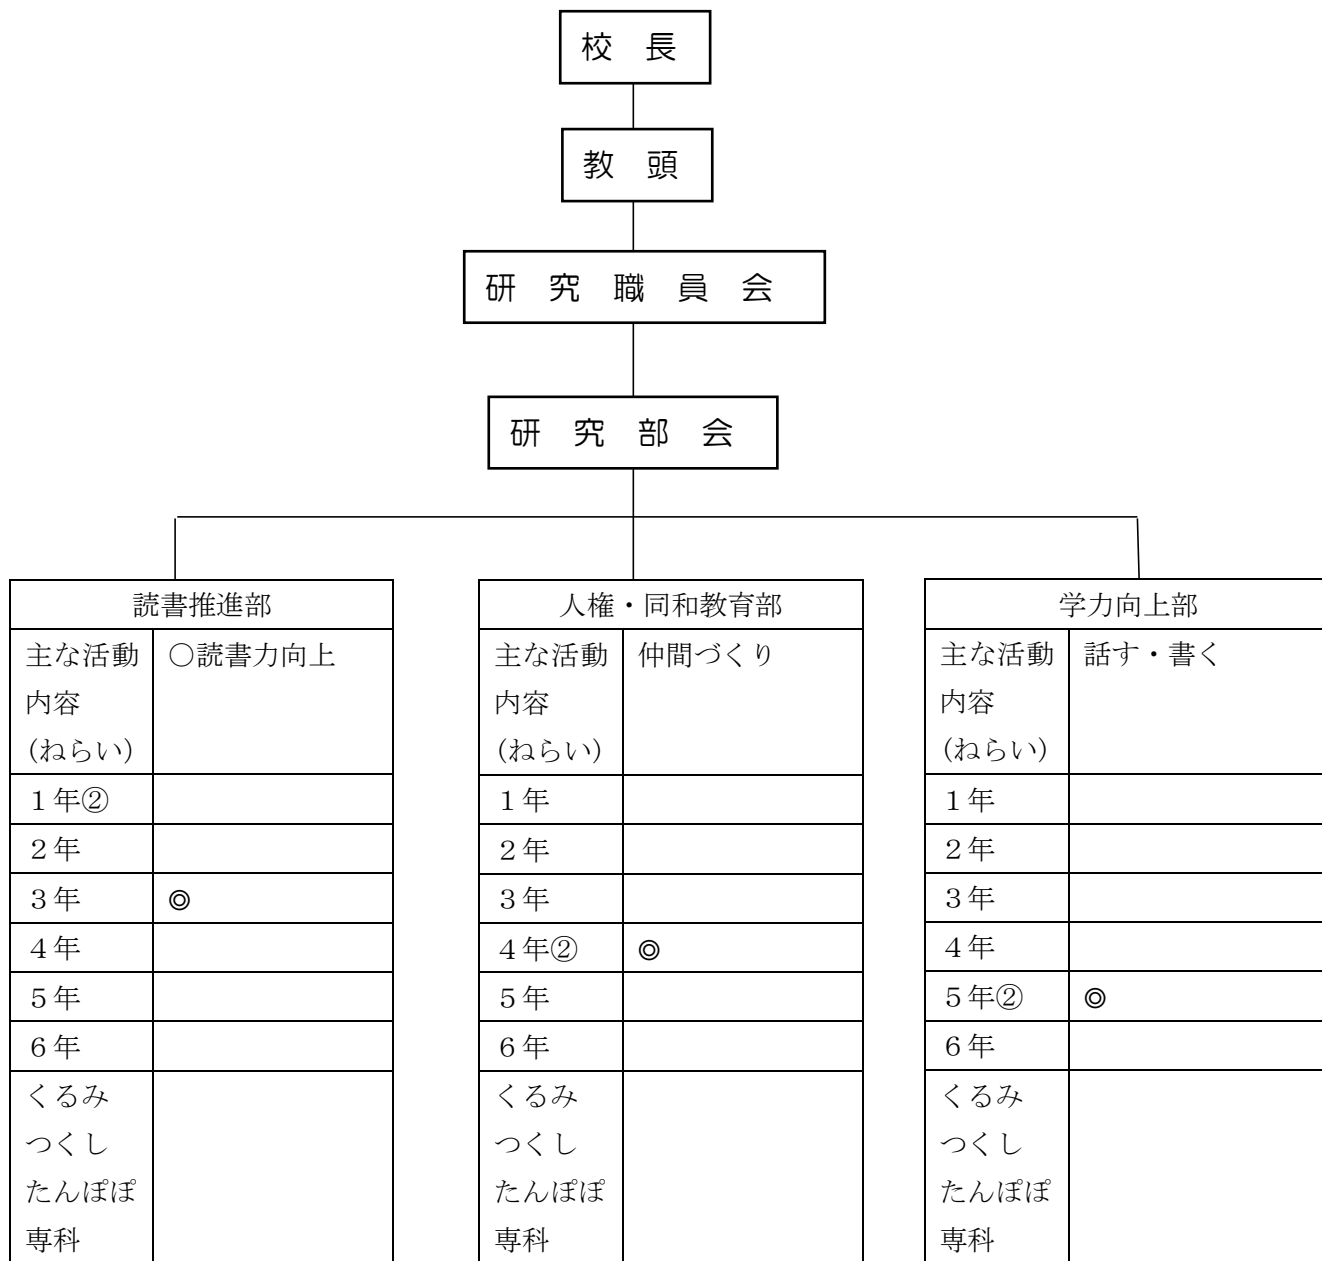 校　長
教　頭
研　究　職　員　会
研　究　部　会
読書推進部
主な活動
内容
(ねらい)
○読書力向上
１年②
２年
３年
◎
４年
５年
６年
くるみ
つくし
たんぽぽ
専科
人権・同和教育部
主な活動
内容
(ねらい)
仲間づくり
１年
２年
３年
４年②
◎
５年
６年
くるみ
つくし
たんぽぽ
専科
学力向上部
主な活動
内容
(ねらい)
話す・書く
１年
２年
３年
４年
５年②
◎
６年
くるみ
つくし
たんぽぽ
専科